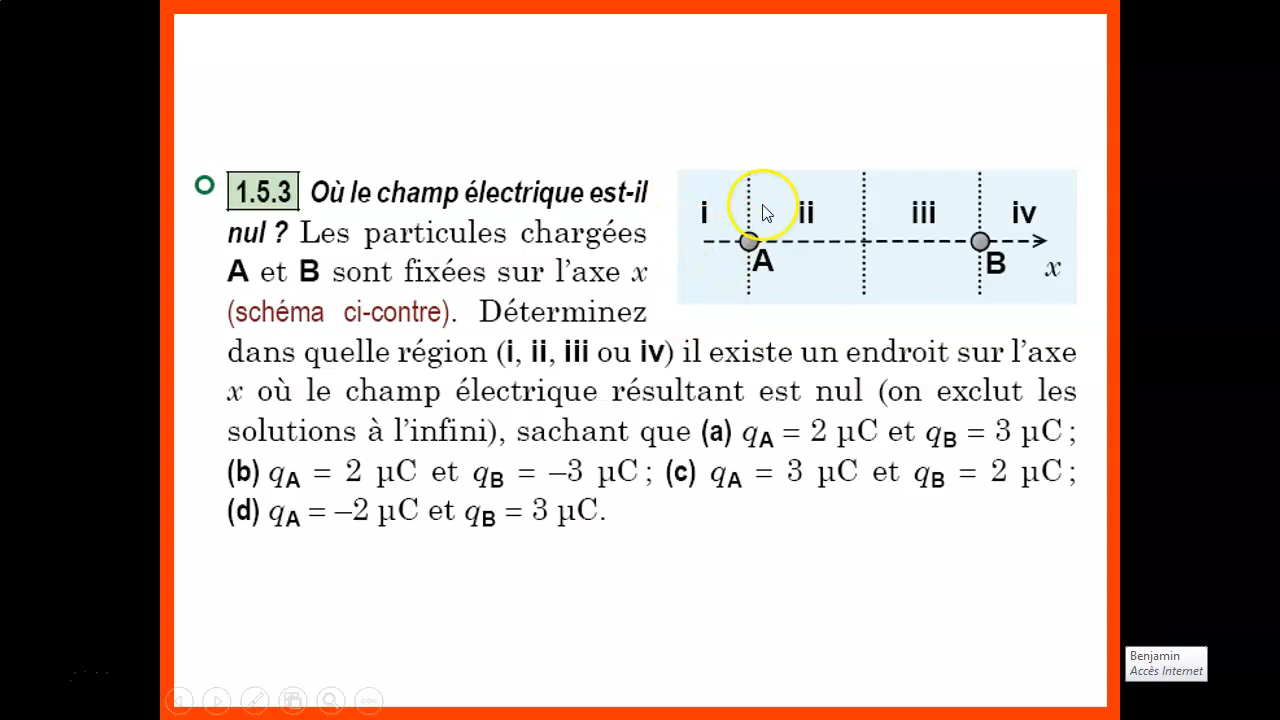 1.5.3 Où le champ électrique est-il
nul ? Les particules chargées
A et B sont fixées sur l'axe x
(schéma ci-contre). Déterminez
i ii iii iv
A B x
dans quelle région (i, ii, iii ou iv) il existe un endroit sur l'axe
x où le champ électrique résultant est nul (on exclut les
solutions à l'infini), sachant que (a) qA = 2 µC et qB = 3 µC ;
(b) qA = 2 µC et qB = –3 µC ; (c) qA = 3 µC et qB = 2 µC ;
(d) qA = –2 µC et qB = 3 µC.
Benjamin
Accès Internet